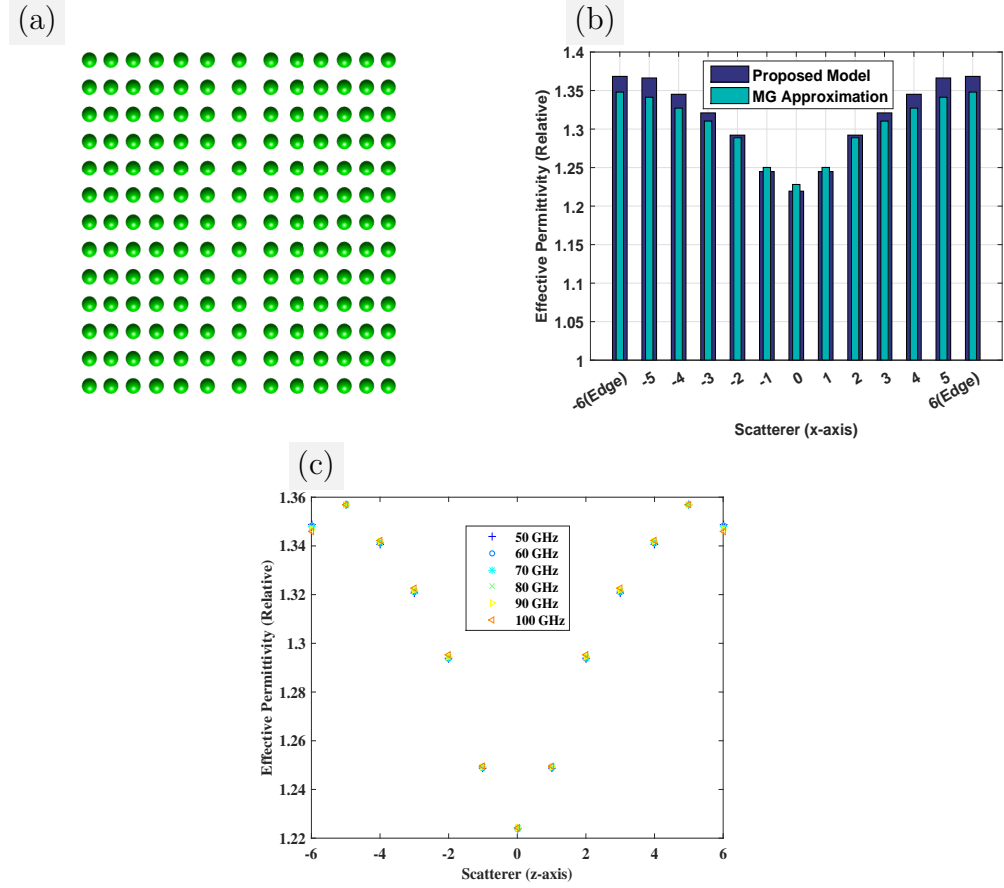 (a)
(b)
Effective Permittivity (Relative)
1.4
1.35
1.3
1.25
1.2
1.15
1.1
1.05
1
Proposed Model
MG Approximation
-6(Edge) -5 -4 -3 -2 -1 0 1 2 3 4 5 6(Edge)
Scatterer (x-axis)
(c)
Effective Permittivity (Relative)
1.36
1.34
1.32
1.3
1.28
1.26
1.24
1.22
50 GHz
60 GHz
70 GHz
80 GHz
90 GHz
100 GHz
-6 -4 -2 0 2 4 6
Scatterer (z-axis)